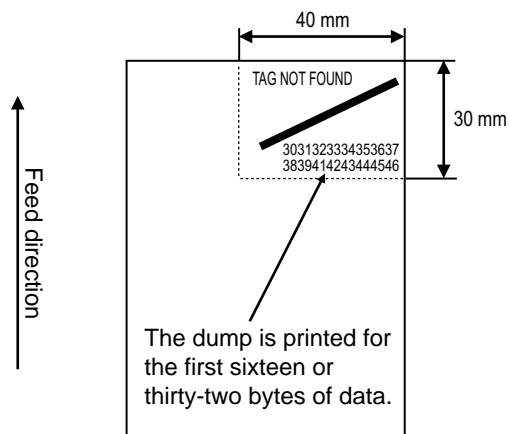 40 mm
TAG NOT FOUND
30 mm
3031323334353637
3839414243444546
Feed direction
The dump is printed for
the first sixteen or
thirty-two bytes of data.